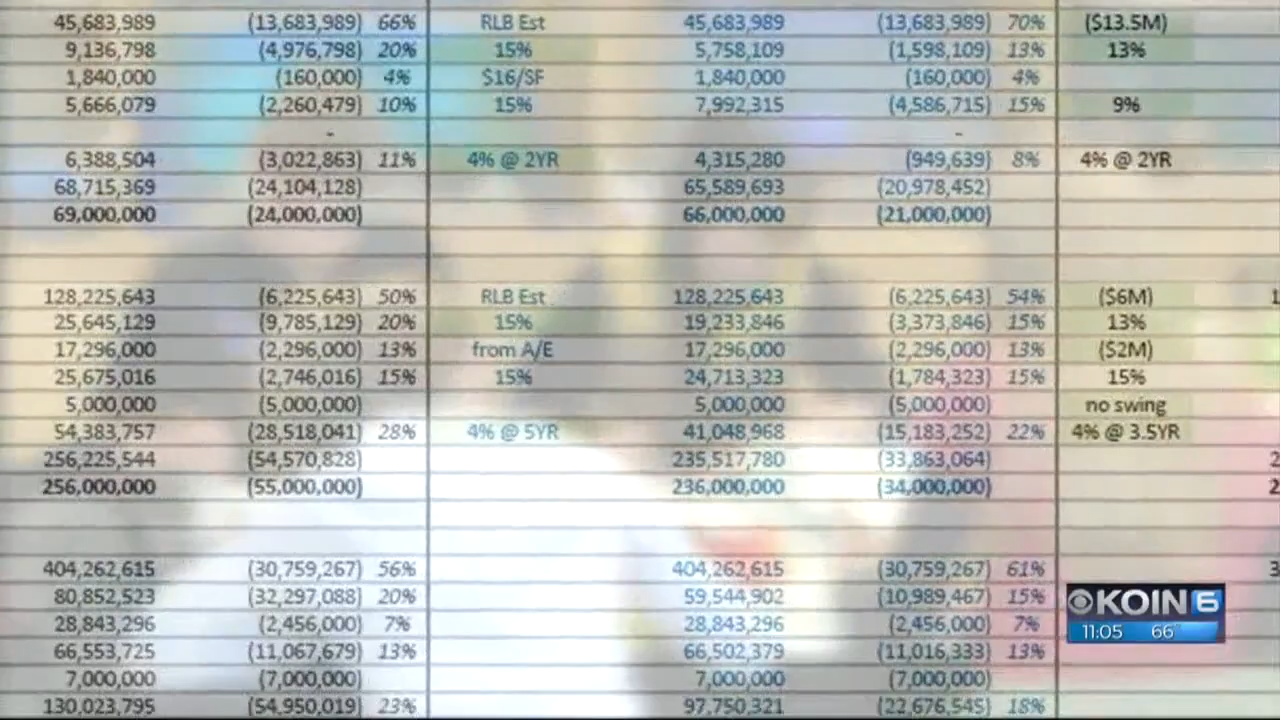 45,683,989 (13,683,989) 66% RLB Est 45,683,989 (13,683,989) 70% ($13.5M)
9,136,798 (4,976,798) 20% 15% 5,758,109 (1,598,109) 13% 13%
1,840,000 (160,000) 4% $16/SF 1,840,000 (160,000) 4%
5,666,079 (2,260,479) 10% 15% 7,992,315 (4,586,715) 15% 9%
- -
6,388,504 (3,022,863) 11% 4% @ 2YR 4,315,280 (949,639) 8% 4% @ 2YR
68,715,369 (24,104,128) 65,589,693 (20,978,452)
69,000,000 (24,000,000) 66,000,000 (21,000,000)
128,225,643 (6,225,643) 50% RLB Est 128,225,643 (6,225,643) 54% ($6M) 1
25,645,129 (9,785,129) 20% 15% 19,233,846 (3,373,846) 15% 13%
17,296,000 (2,296,000) 13% from A/E 17,296,000 (2,296,000) 13% ($2M)
25,675,016 (2,746,016) 15% 15% 24,713,323 (1,784,323) 15% 15%
5,000,000 (5,000,000) 5,000,000 (5,000,000) no swing
54,383,757 (28,518,041) 28% 4% @ 5YR 41,048,968 (15,183,252) 22% 4% @ 3.5YR
256,225,544 (54,570,828) 235,517,780 (33,863,064) 2
256,000,000 (55,000,000) 236,000,000 (34,000,000) 2
404,262,615 (30,759,267) 56% 404,262,615 (30,759,267) 61% 3
80,852,523 (32,297,088) 20% 59,544,902 (10,989,467) 15%
28,843,296 (2,456,000) 7% 28,843,296 (2,456,000) 7%
66,553,725 (11,067,679) 13% 66,502,379 (11,016,333) 13%
7,000,000 (7,000,000) 7,000,000 (7,000,000)
130,023,795 (54,950,019) 23% 97,750,321 (22,676,545) 18%
KOIN 6
11:05 66°